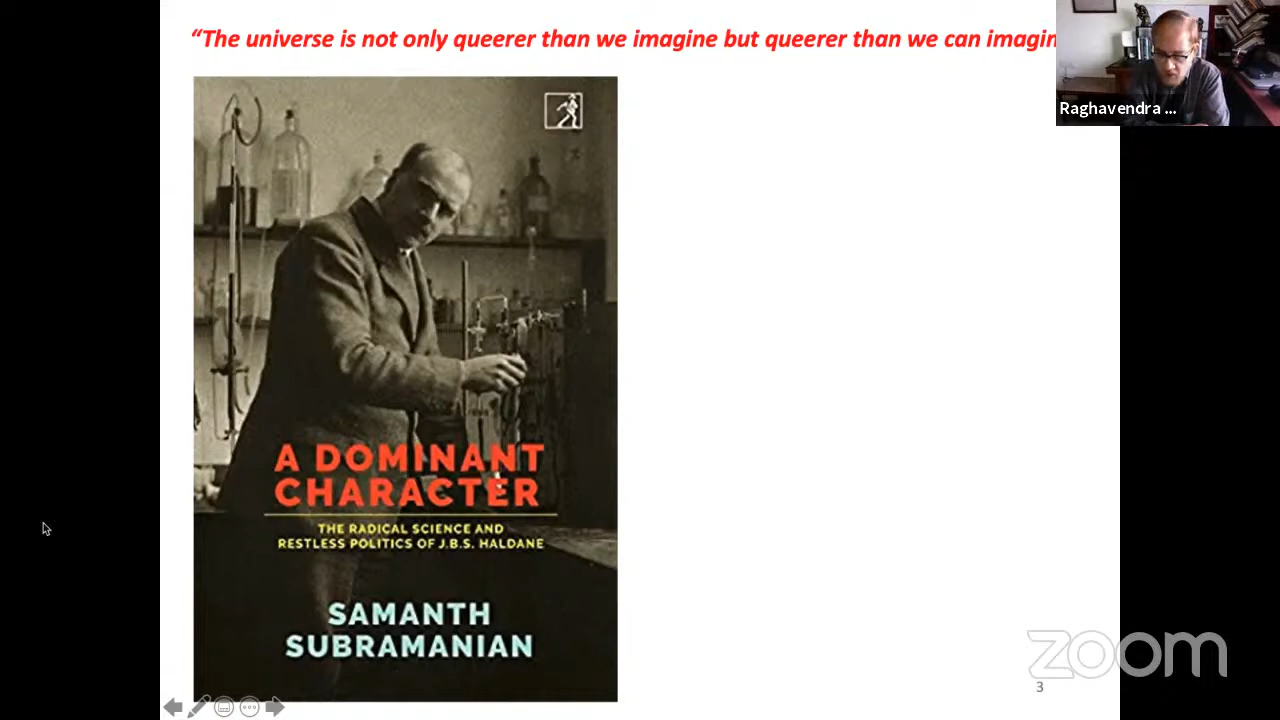 “The universe is not only queerer than we imagine but queerer than we can imagin
Raghavendra ...
A DOMINANT
CHARACTER
THE RADICAL SCIENCE AND
RESTLESS POLITICS OF J.B.S. HALDANE
SAMANTH
SUBRAMANIAN
zoom
3